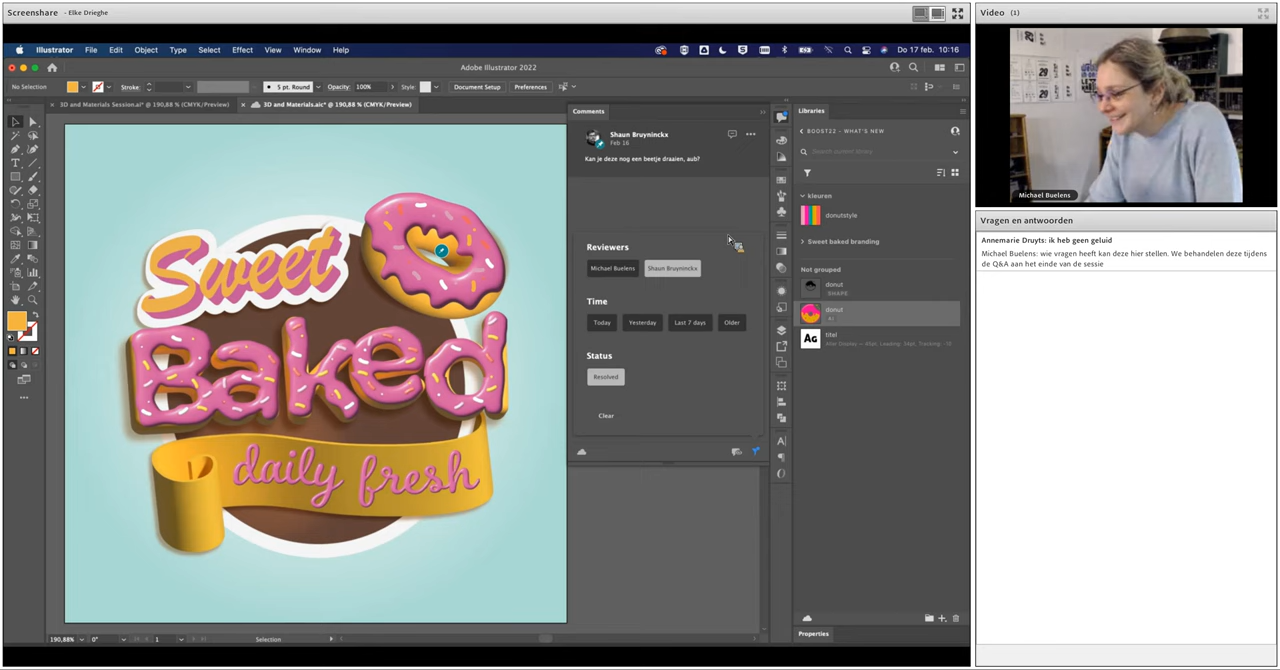 Screenshare - Elke Drieghe
Illustrator File Edit Object Type Select Effect View Window Help
Do 17 feb. 10:16
Adobe Illustrator 2022
No Selection
Stroke:
5 pt. Round
Opacity: 100%
Style:
Document Setup
Preferences
3D and Materials Session.ai* @ 190,88 % (CMYK/Preview)
3D and Materials.aic* @ 190,88% (CMYK/Preview)
Sweet
Baked
daily fresh
Comments
Shaun Bruyninckx
Feb 16
Kan je deze nog een beetje draaien, aub?
Reviewers
Michael Buelens
Shaun Bruyninckx
Time
Today
Yesterday
Last 7 days
Older
Status
Resolved
Clear
Libraries
BOOST22 - WHAT'S NEW
Search current library
kleuren
donutstyle
Sweet baked branding
Not grouped
donut
SHAPE
donut
Ai
Ag
titel
Properties
190,88%
0°
1
Selection
Video (1)
Michael Buelens
Vragen en antwoorden
Annemarie Druyts: ik heb geen geluid
Michael Buelens: wie vragen heeft kan deze hier stellen. We behandelen deze tijdens
de Q&A aan het einde van de sessie